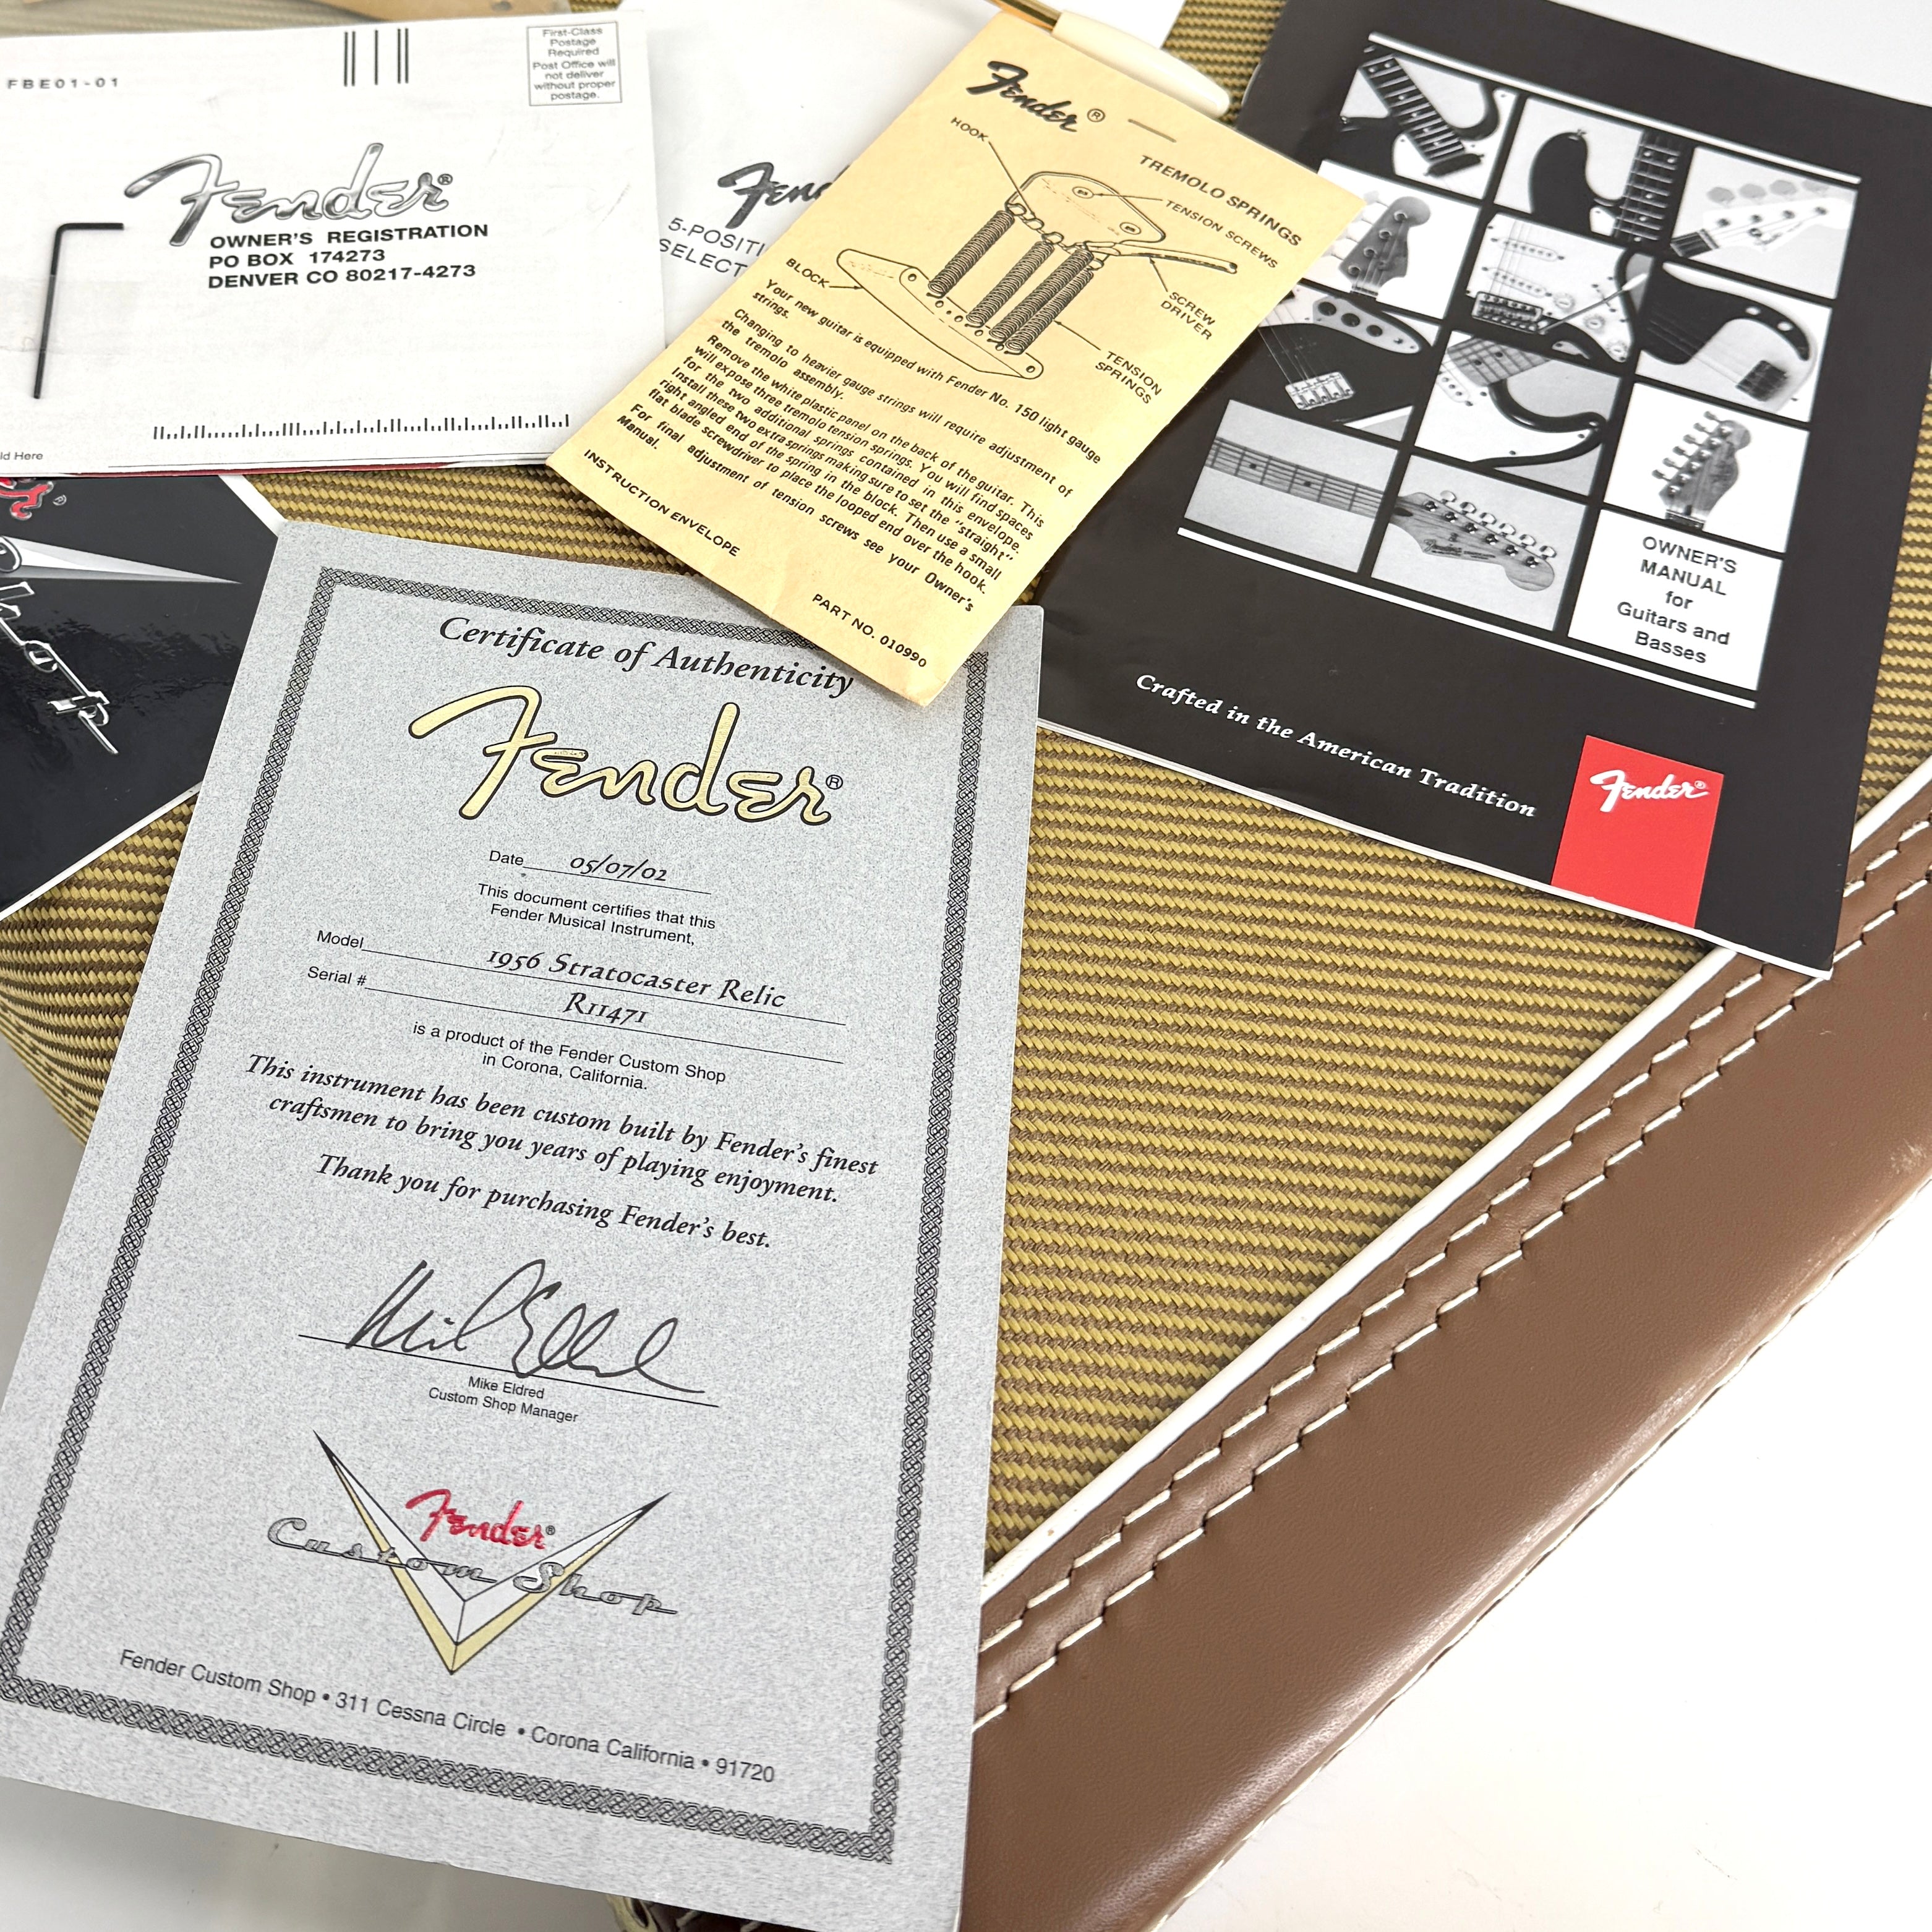 FBE01-01
First-Class
Postage
Required
Post Office will
not deliver
without proper
postage.
Fender®
OWNER'S REGISTRATION
PO BOX 174273
DENVER CO 80217-4273
ld Here
Fend
5-POSITI
SELECT
Fender®
HOOK
TREMOLO SPRINGS
TENSION SCREWS
BLOCK
SCREW
DRIVER
TENSION
SPRINGS
Your new guitar is equipped with Fender No. 150 light gauge
strings.
Changing to heavier gauge strings will require adjustment of
the tremolo assembly.
Remove the white plastic panel on the back of the guitar. This
will expose three tremolo tension springs. You will find spaces
for the two additional springs contained in this envelope.
Install these two extra springs making sure to set the "straight"
right angled end of the spring in the block. Then use a small
flat blade screwdriver to place the looped end over the hook.
For final adjustment of tension screws see your Owner's
Manual.
INSTRUCTION ENVELOPE
PART NO. 010990
OWNER'S
MANUAL
for
Guitars and
Basses
Crafted in the American Tradition
Fender®
Certificate of Authenticity
Fender®
Date 05/07/02
This document certifies that this
Fender Musical Instrument,
Model 1956 Stratocaster Relic
Serial # R11471
is a product of the Fender Custom Shop
in Corona, California.
This instrument has been custom built by Fender's finest
craftsmen to bring you years of playing enjoyment.
Thank you for purchasing Fender's best.
Mike Eldred
Mike Eldred
Custom Shop Manager
Fender®
Custom Shop
Fender Custom Shop • 311 Cessna Circle • Corona California • 91720